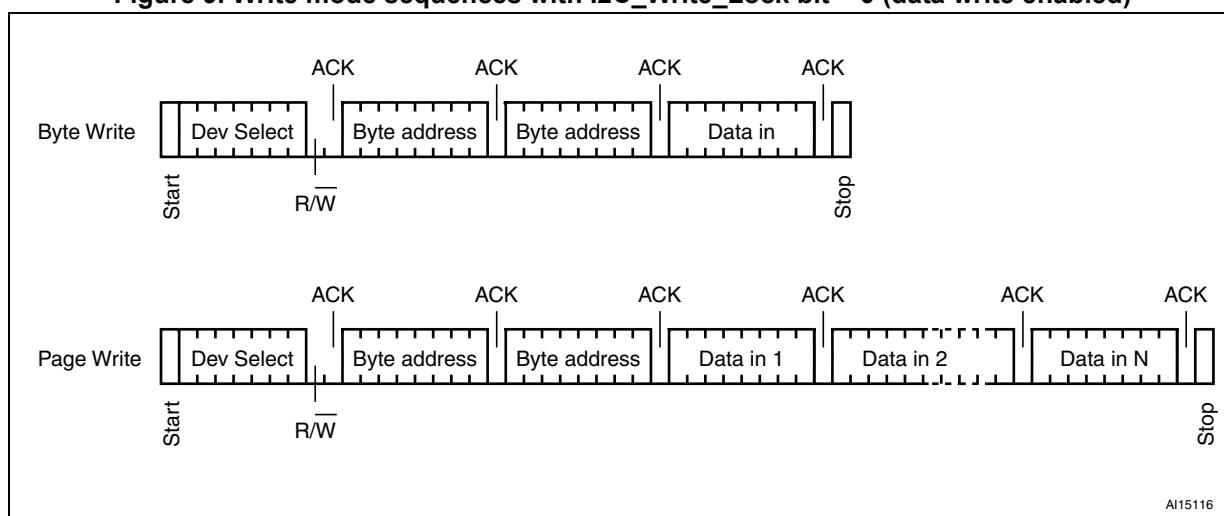 Figure Write mode sequences with I2C_Write_Lock bit = 0 (data write enabled)
ACK ACK ACK ACK
Byte Write Dev Select Byte address Byte address Data in
Start R/W Stop
ACK ACK ACK ACK ACK ACK
Page Write Dev Select Byte address Byte address Data in 1 Data in 2 Data in N
Start R/W Stop
AI15116